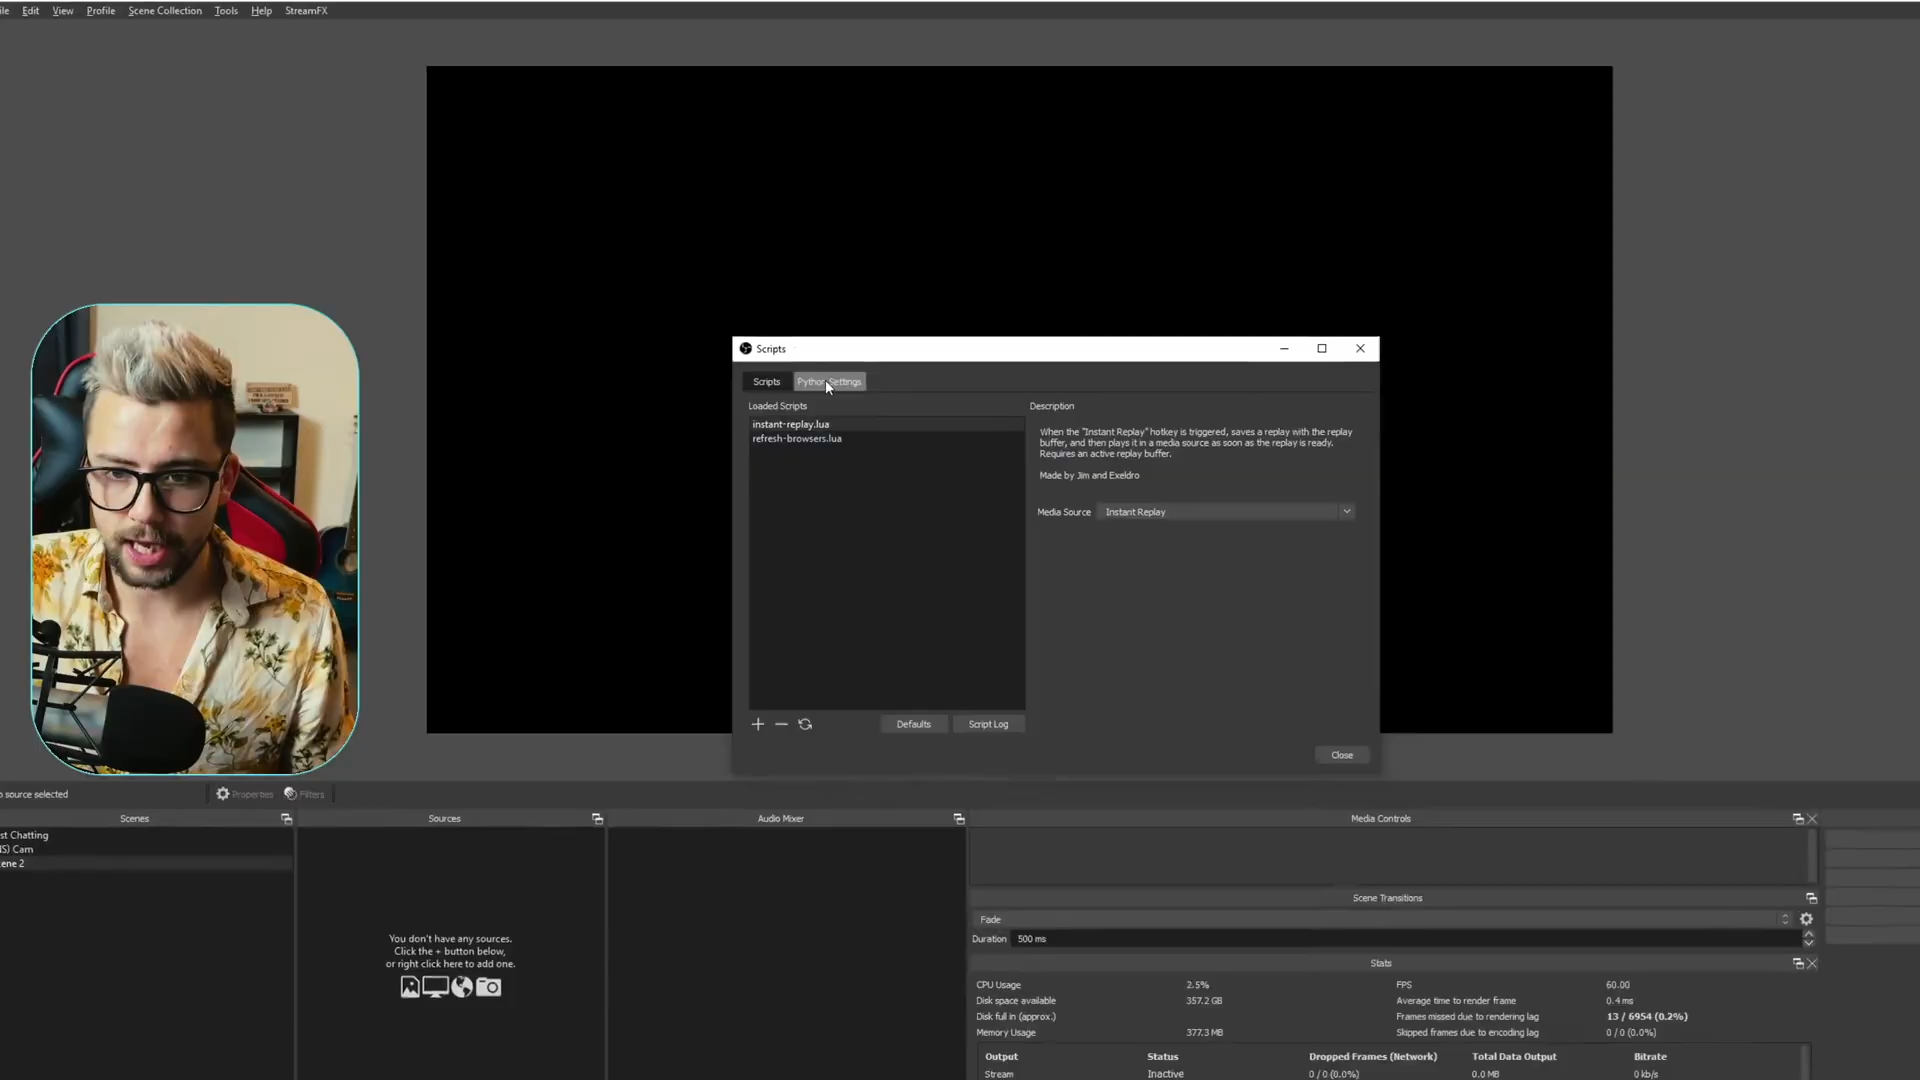 ile Edit View Profile Scene Collection Tools Help StreamFX
Scripts
Scripts Python Settings
Loaded Scripts
instant-replay.lua
refresh-browsers.lua
Description
When the "Instant Replay" hotkey is triggered, saves a replay with the replay
buffer, and then plays it in a media source as soon as the replay is ready.
Requires an active replay buffer.
Made by Jim and Exeldro
Media Source Instant Replay
Defaults Script Log
Close
o source selected Properties Filters
Scenes
st Chatting
IS) Cam
ene 2
Sources
You don't have any sources.
Click the + button below,
or right click here to add one.
Audio Mixer
Media Controls
Scene Transitions
Fade
Duration 500 ms
Stats
CPU Usage 2.5% FPS 60.00
Disk space available 357.2 GB Average time to render frame 0.4 ms
Disk full in (approx.) Frames missed due to rendering lag 13 / 6954 (0.2%)
Memory Usage 377.3 MB Skipped frames due to encoding lag 0 / 0 (0.0%)
Output Status Dropped Frames (Network) Total Data Output Bitrate
Stream Inactive 0 / 0 (0.0%) 0.0 MB 0 kb/s